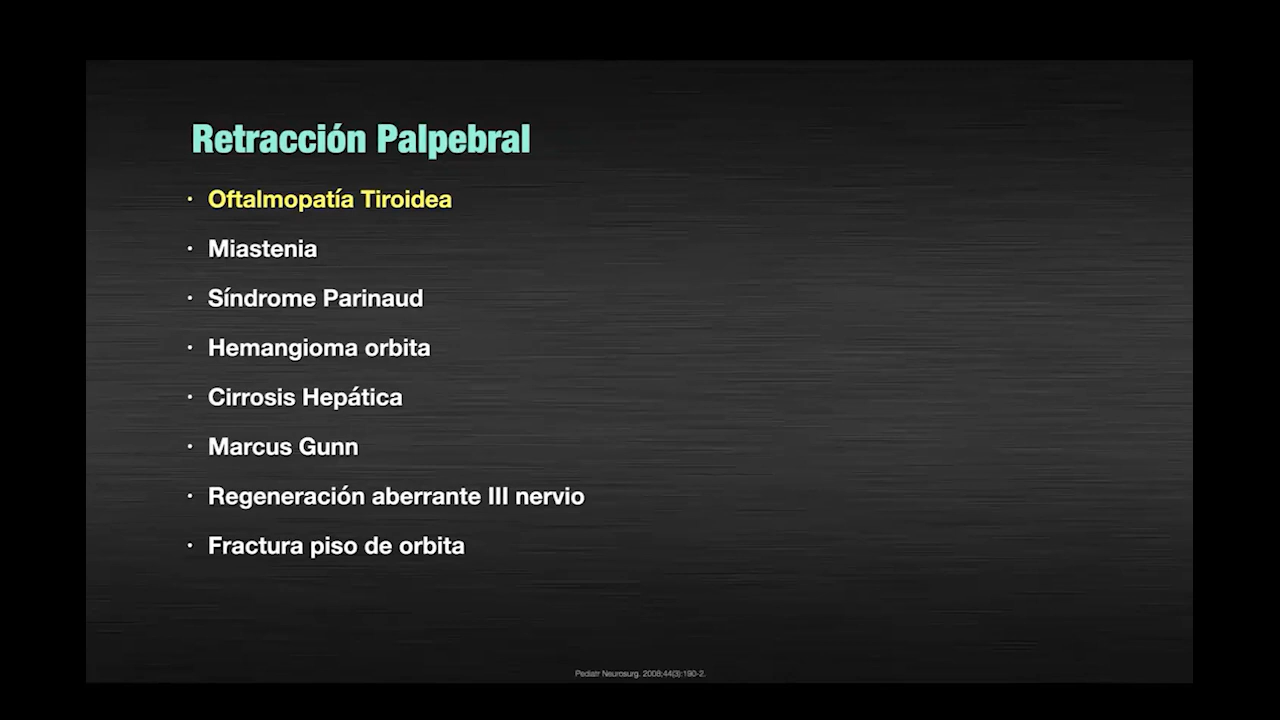 Retracción Palpebral
· Oftalmopatía Tiroidea
· Miastenia
· Síndrome Parinaud
· Hemangioma orbita
· Cirrosis Hepática
· Marcus Gunn
· Regeneración aberrante III nervio
· Fractura piso de orbita
Pediatr Neurosurg. 2008;44(3):190-2.